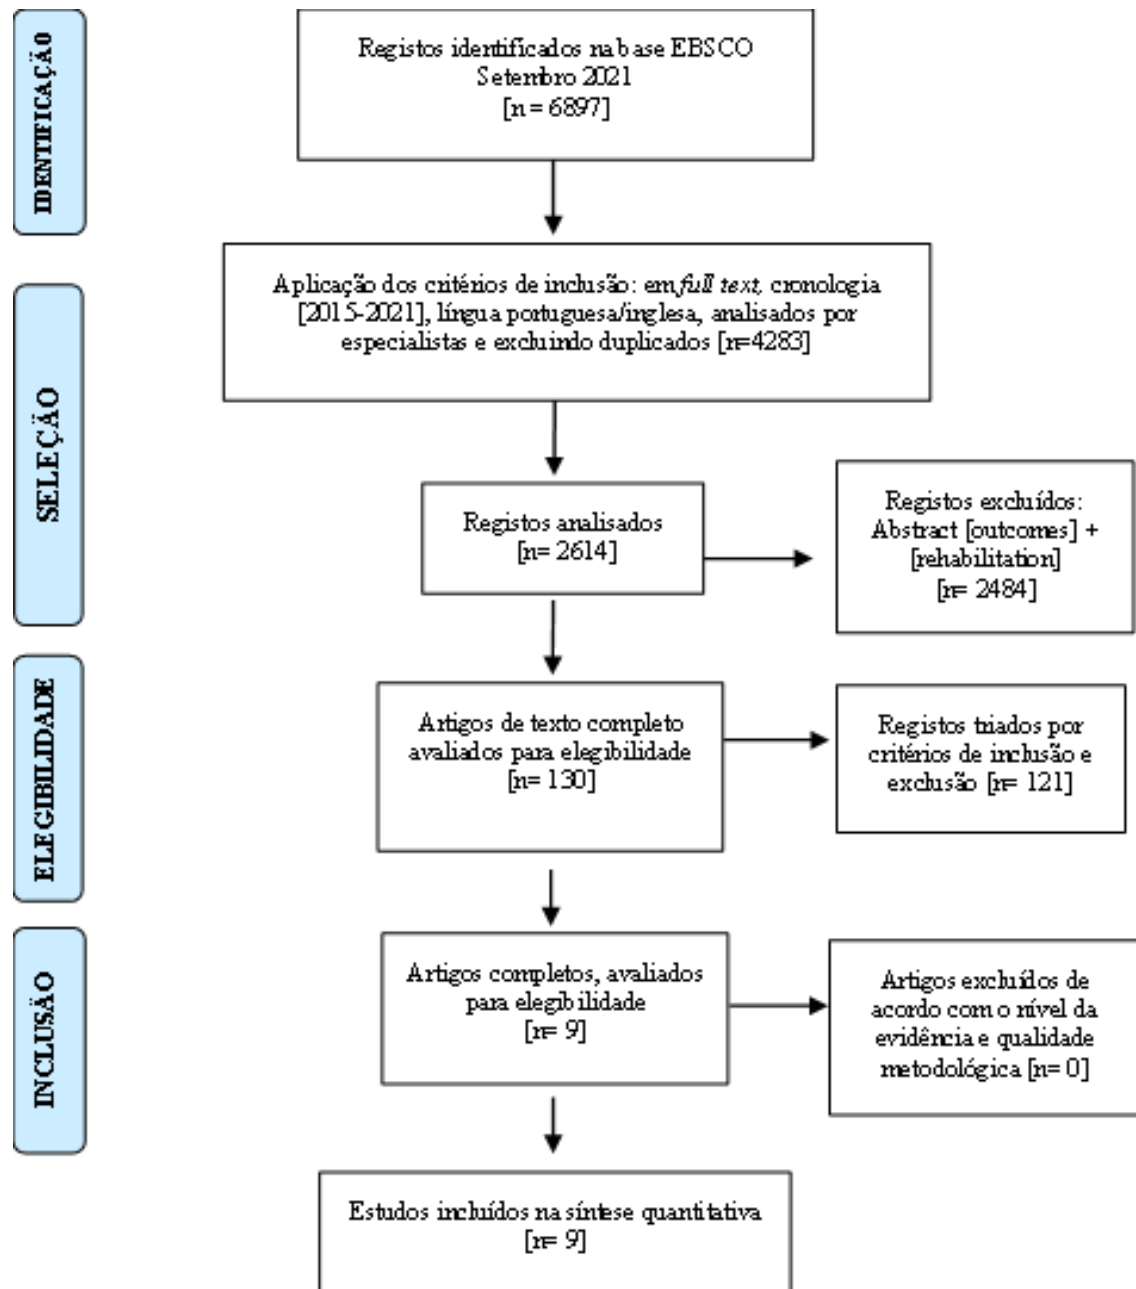 IDENTIFICAÇÃO
Registos identificados na base EBSCO
Setembro 2021
[n = 6897]
SELEÇÃO
Aplicação dos critérios de inclusão: em full text, cronologia
[2015-2021], língua portuguesa/inglesa, analisados por
especialistas e excluindo duplicados [n=4283]
Registos analisados
[n= 2614]
Registos excluídos:
Abstract [outcomes] +
[rehabilitation]
[n= 2484]
ELEGIBILIDADE
Artigos de texto completo
avaliados para elegibilidade
[n= 130]
Registos triados por
critérios de inclusão e
exclusão [n= 121]
INCLUSÃO
Artigos completos, avaliados
para elegibilidade
[n= 9]
Artigos excluídos de
acordo com o nível da
evidência e qualidade
metodológica [n= 0]
Estudos incluídos na síntese quantitativa
[n= 9]